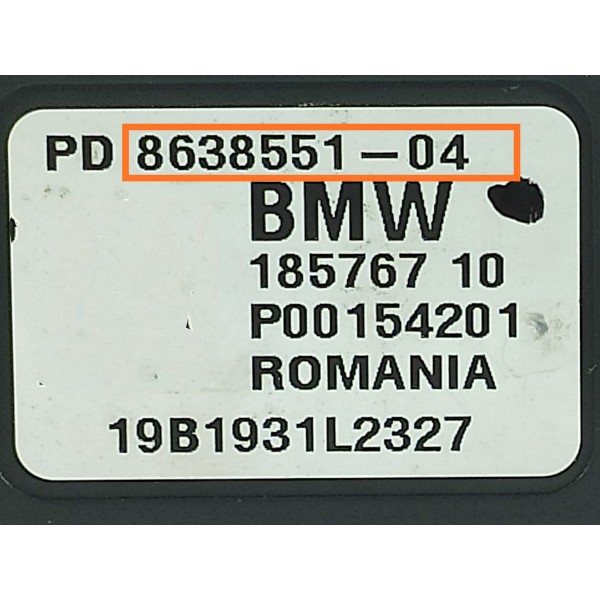 PD 8638551-04
BMW
185767 10
P00154201
ROMANIA
19B1931L2327